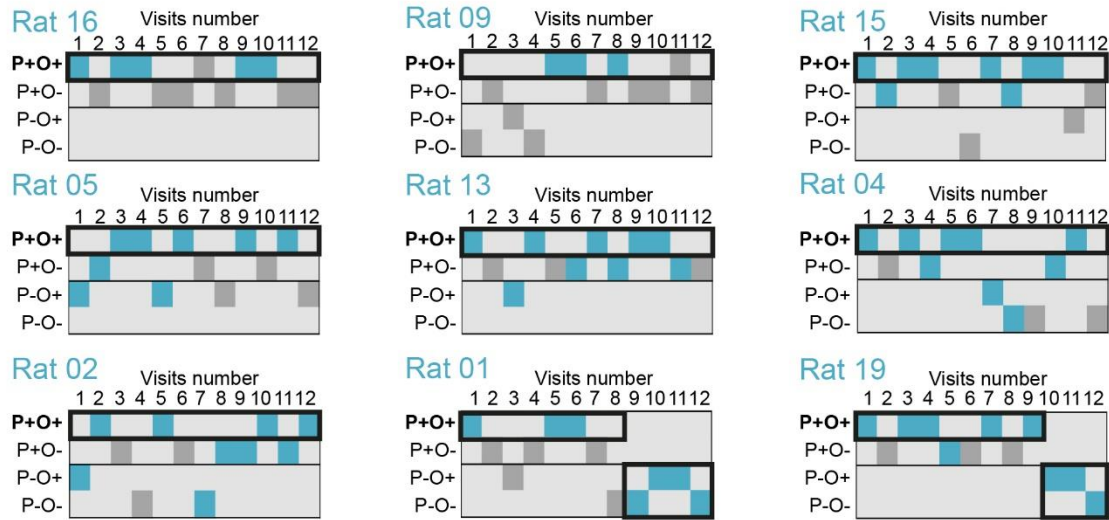 Rat 16
Visits number
1 2 3 4 5 6 7 8 9 10 11 12
P+O+
P+O-
P-O+
P-O-
Rat 09
Visits number
1 2 3 4 5 6 7 8 9 10 11 12
P+O+
P+O-
P-O+
P-O-
Rat 15
Visits number
1 2 3 4 5 6 7 8 9 10 11 12
P+O+
P+O-
P-O+
P-O-
Rat 05
Visits number
1 2 3 4 5 6 7 8 9 10 11 12
P+O+
P+O-
P-O+
P-O-
Rat 13
Visits number
1 2 3 4 5 6 7 8 9 10 11 12
P+O+
P+O-
P-O+
P-O-
Rat 04
Visits number
1 2 3 4 5 6 7 8 9 10 11 12
P+O+
P+O-
P-O+
P-O-
Rat 02
Visits number
1 2 3 4 5 6 7 8 9 10 11 12
P+O+
P+O-
P-O+
P-O-
Rat 01
Visits number
1 2 3 4 5 6 7 8 9 10 11 12
P+O+
P+O-
P-O+
P-O-
Rat 19
Visits number
1 2 3 4 5 6 7 8 9 10 11 12
P+O+
P+O-
P-O+
P-O-